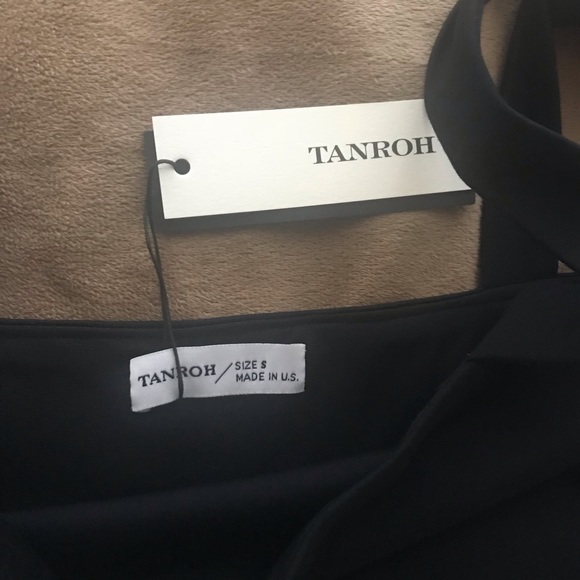 TANROH
TANROH / SIZE S
MADE IN U.S.